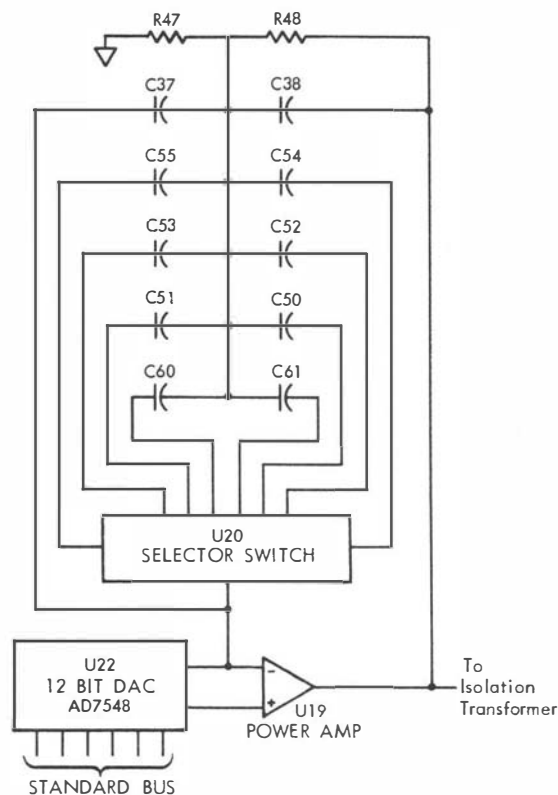 R47 R48
C37 C38
C55 C54
C53 C52
C51 C50
C60 C61
U20
SELECTOR SWITCH
U22
12 BIT DAC
AD7548
-
+
U19
POWER AMP
To
Isolation
Transformer
STANDARD BUS